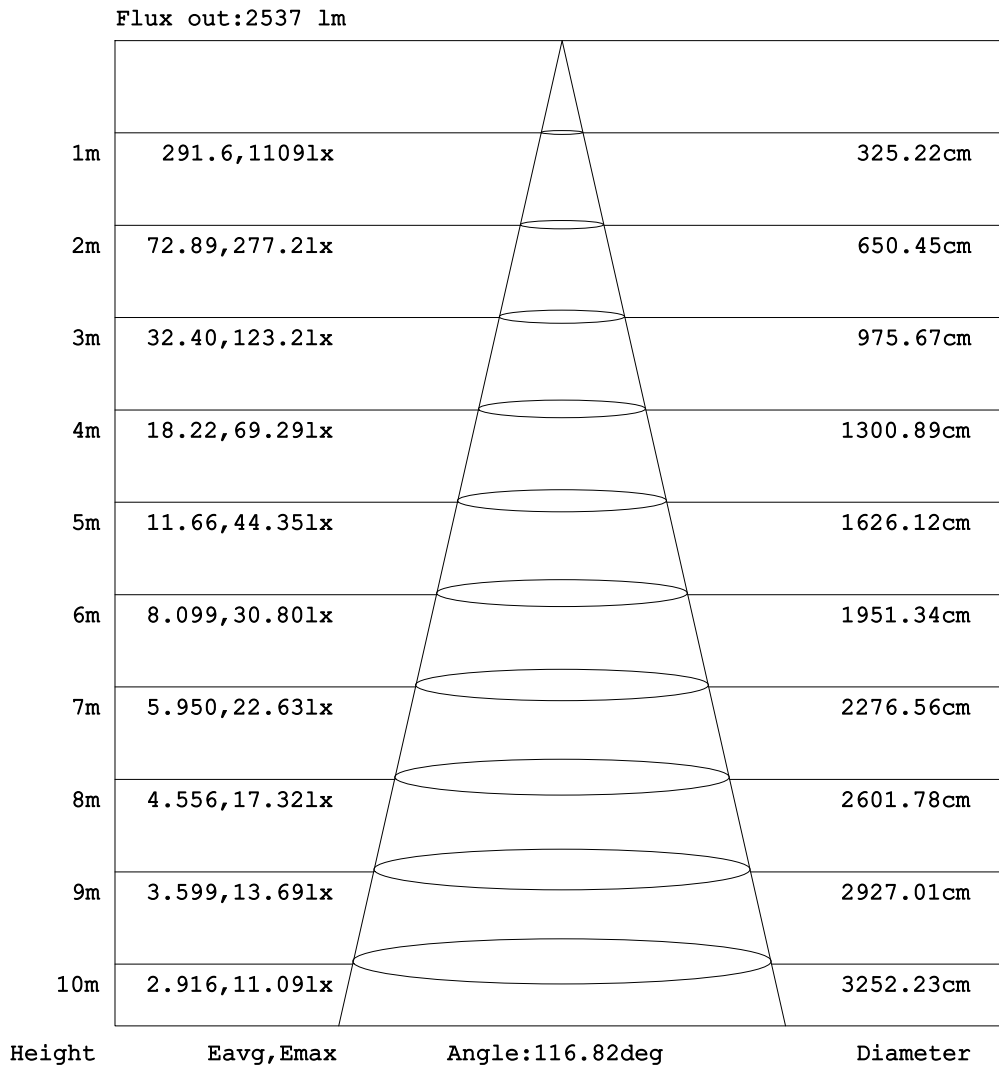 Flux out:2537 lm
1m 291.6,1109lx 325.22cm
2m 72.89,277.2lx 650.45cm
3m 32.40,123.2lx 975.67cm
4m 18.22,69.29lx 1300.89cm
5m 11.66,44.35lx 1626.12cm
6m 8.099,30.80lx 1951.34cm
7m 5.950,22.63lx 2276.56cm
8m 4.556,17.32lx 2601.78cm
9m 3.599,13.69lx 2927.01cm
10m 2.916,11.09lx 3252.23cm
Height Eavg,Emax Angle:116.82deg Diameter